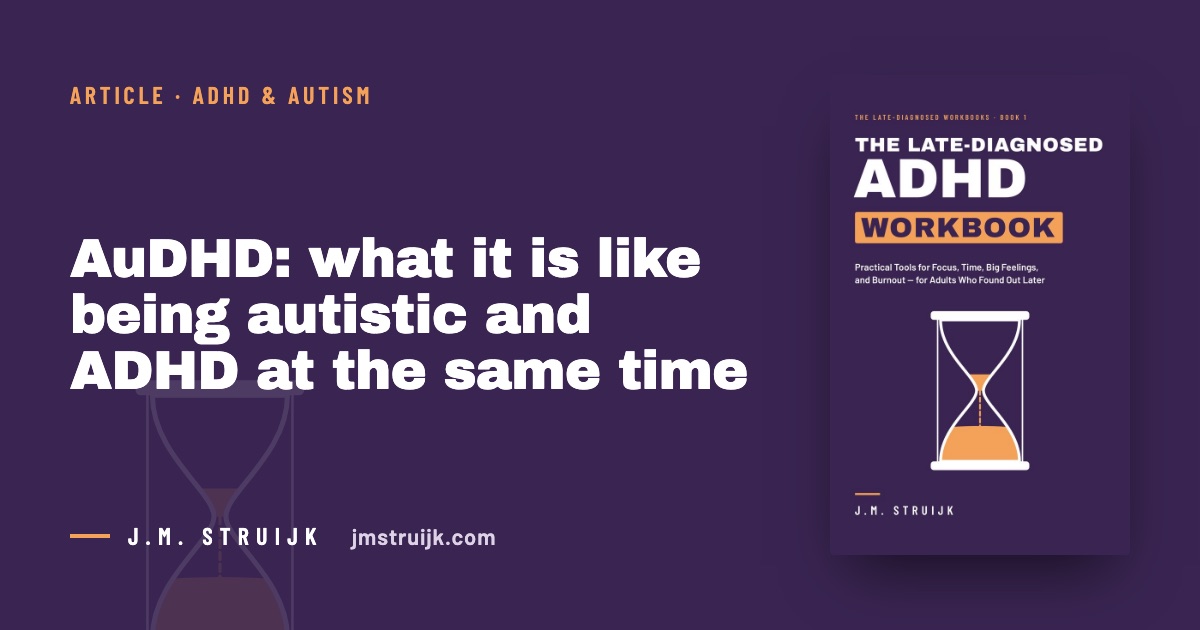 ARTICLE · ADHD & AUTISM
AuDHD: what it is like
being autistic and
ADHD at the same time
J.M. STRUIJK jmstruijk.com
THE LATE-DIAGNOSED WORKBOOKS · BOOK 1
THE LATE-DIAGNOSED
ADHD
WORKBOOK
Practical Tools for Focus, Time, Big Feelings,
and Burnout — for Adults Who Found Out Later
J.M. STRUIJK